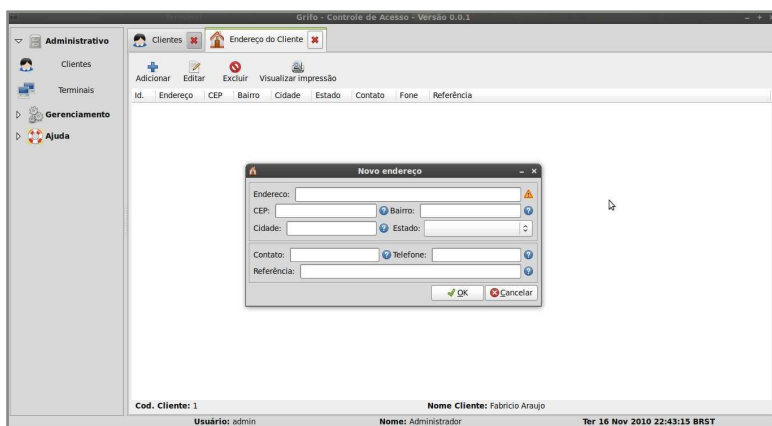 Grifo - Controle de Acesso - Versão 0.0.1
Administrativo
Clientes
Terminais
Gerenciamento
Ajuda
Clientes Endereço do Cliente
Adicionar Editar Excluir Visualizar impressão
Id. Endereço CEP Bairro Cidade Estado Contato Fone Referência
Novo endereço
Endereco:
CEP: Bairro:
Cidade: Estado:
Contato: Telefone:
Referência:
OK Cancelar
Cod. Cliente: 1 Nome Cliente: Fabricio Araujo
Usuário: admin Nome: Administrador Ter 16 Nov 2010 22:43:15 BRST